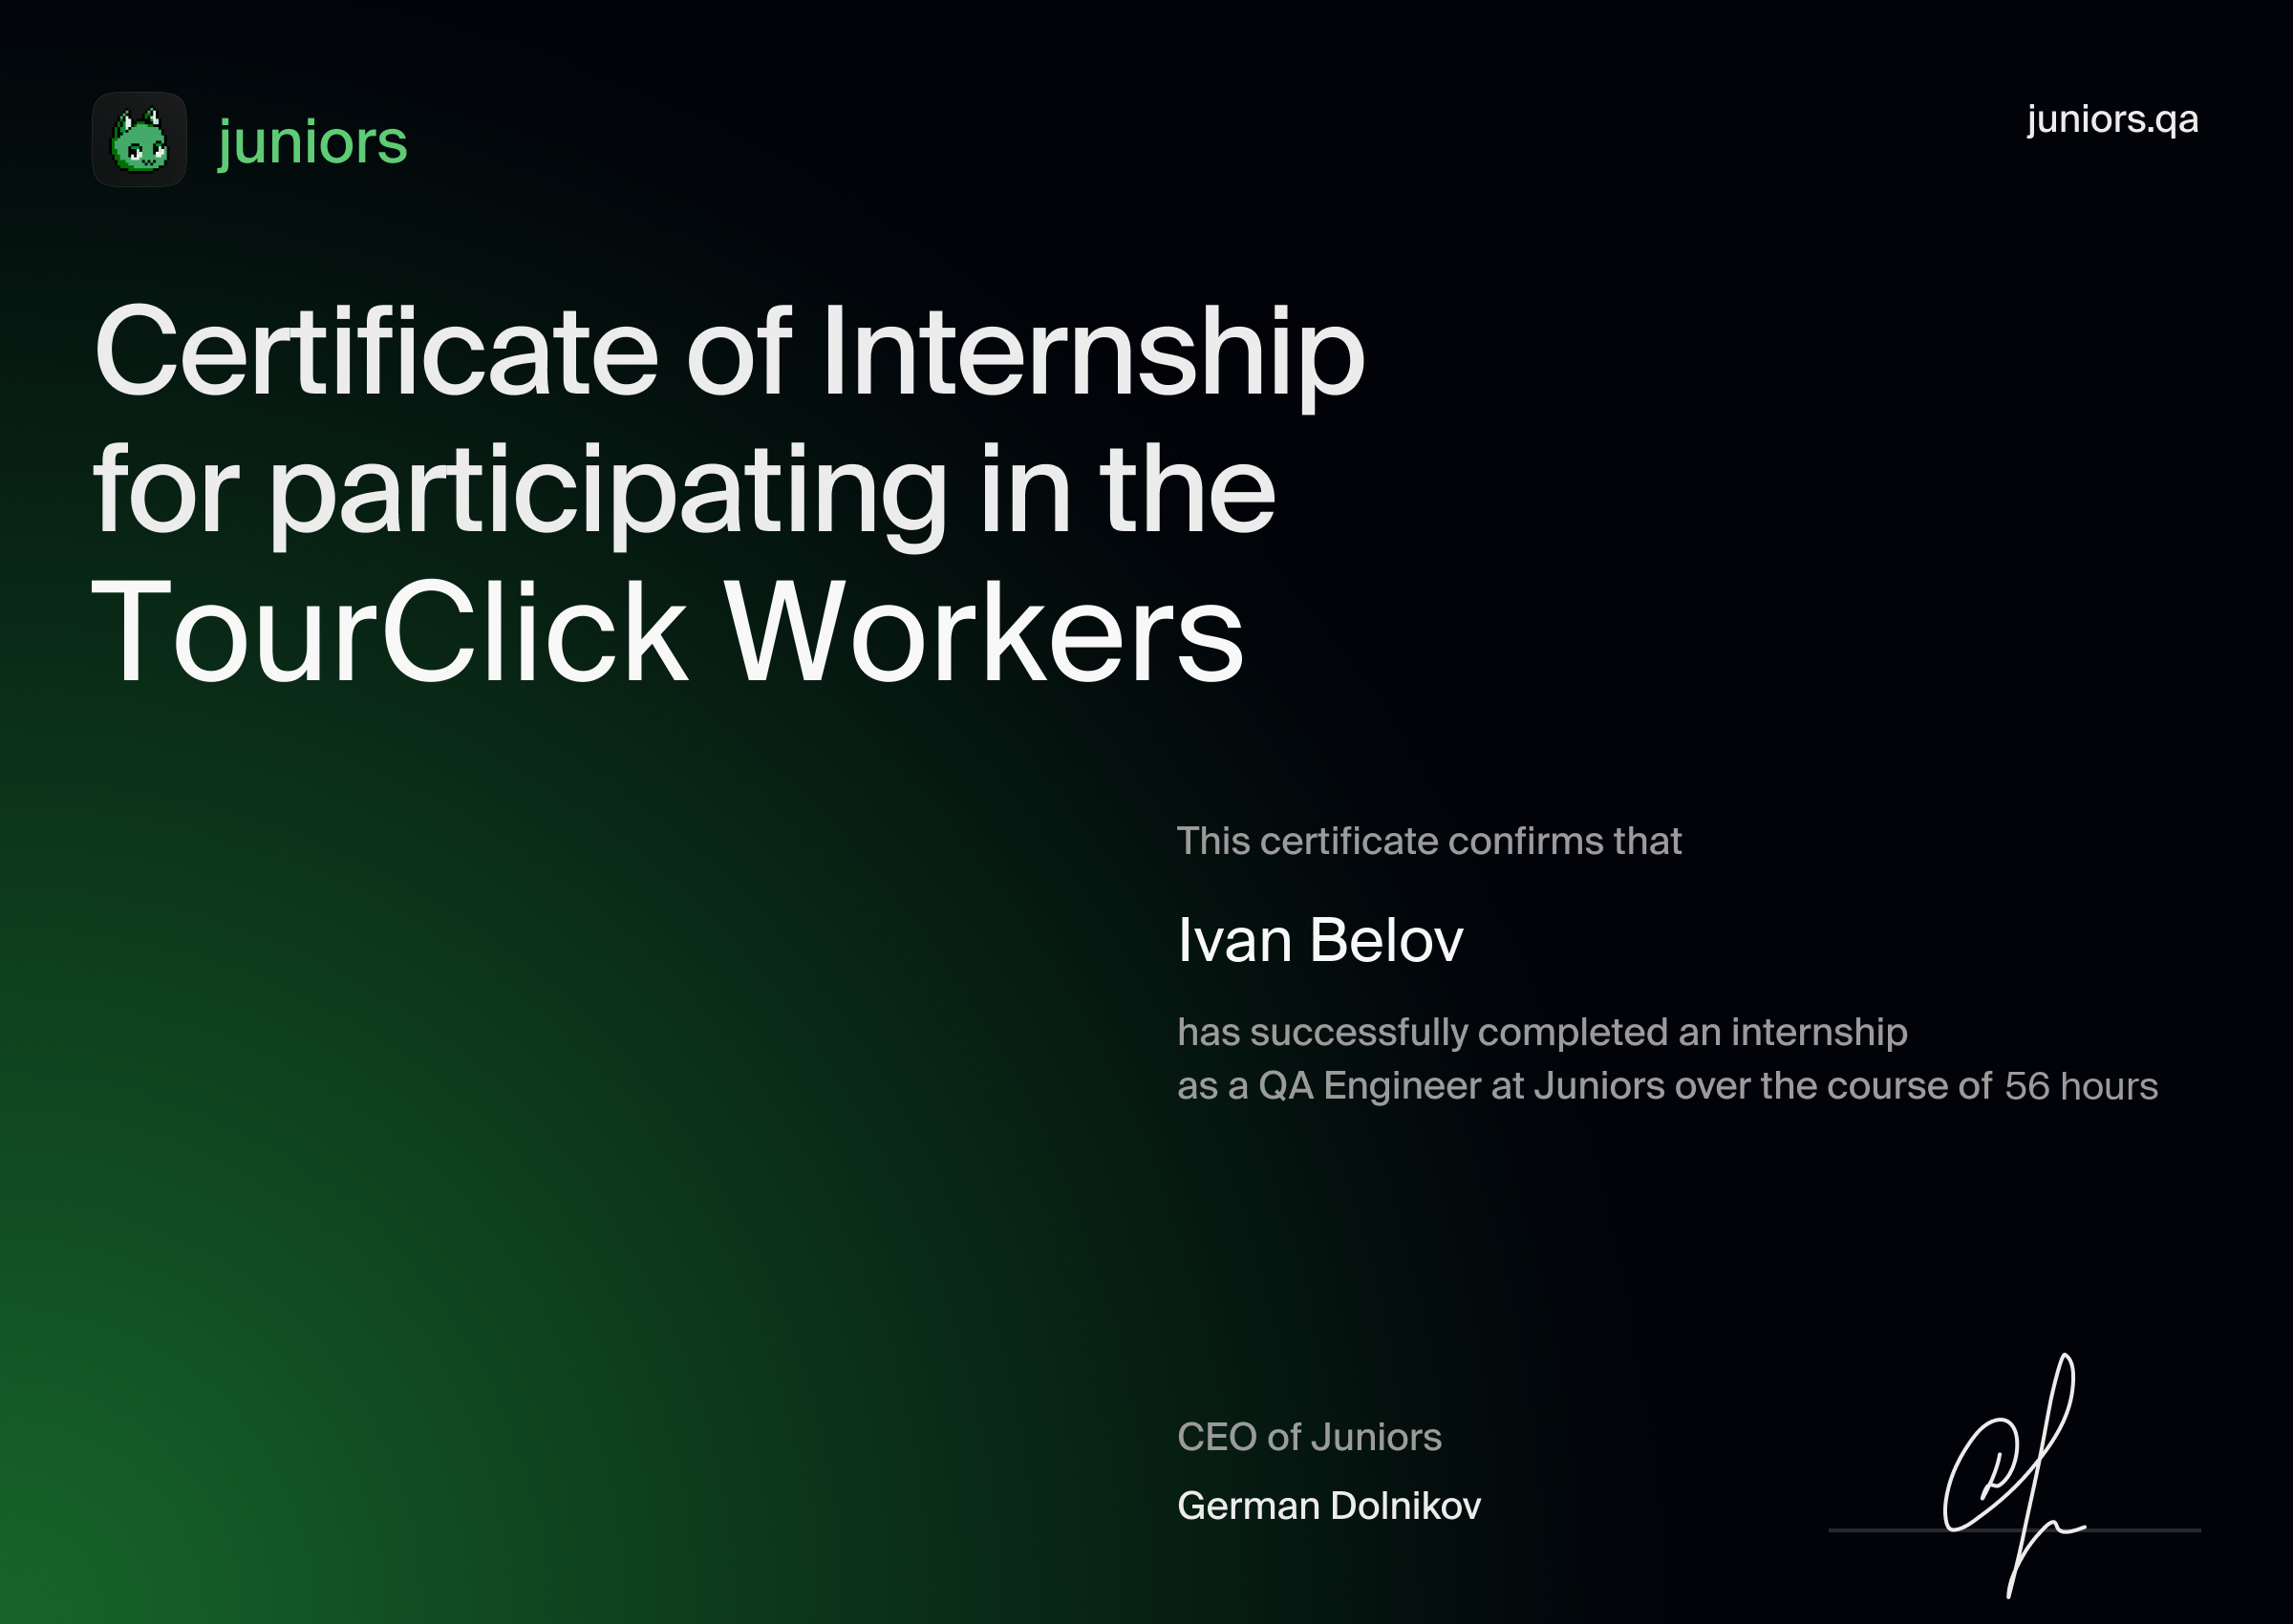 juniors
juniors.qa
Certificate of Internship
for participating in the
TourClick Workers
This certificate confirms that
Ivan Belov
has successfully completed an internship
as a QA Engineer at Juniors over the course of 56 hours
CEO of Juniors
German Dolnikov